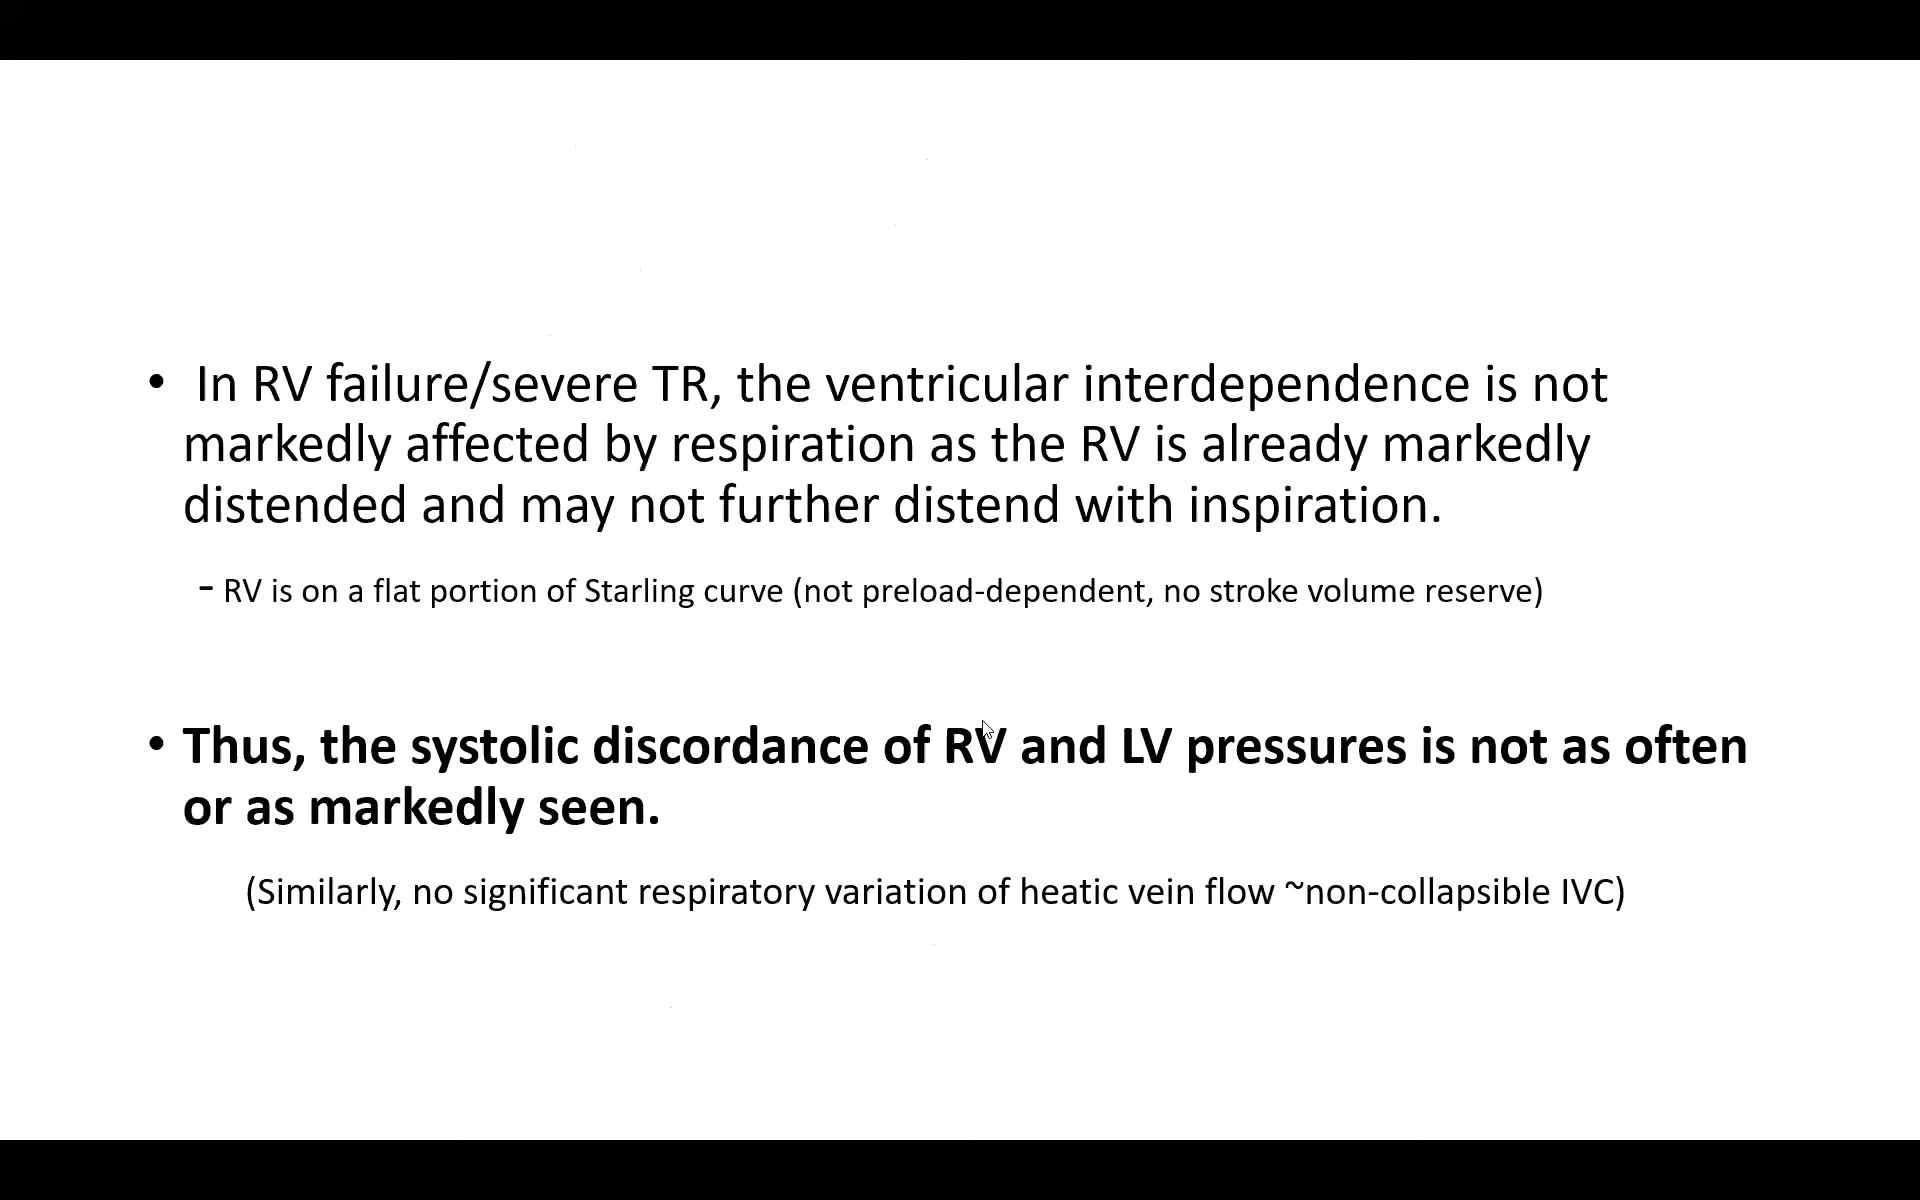 • In RV failure/severe TR, the ventricular interdependence is not
markedly affected by respiration as the RV is already markedly
distended and may not further distend with inspiration.
- RV is on a flat portion of Starling curve (not preload-dependent, no stroke volume reserve)
• Thus, the systolic discordance of RV and LV pressures is not as often
or as markedly seen.
(Similarly, no significant respiratory variation of heatic vein flow ~non-collapsible IVC)